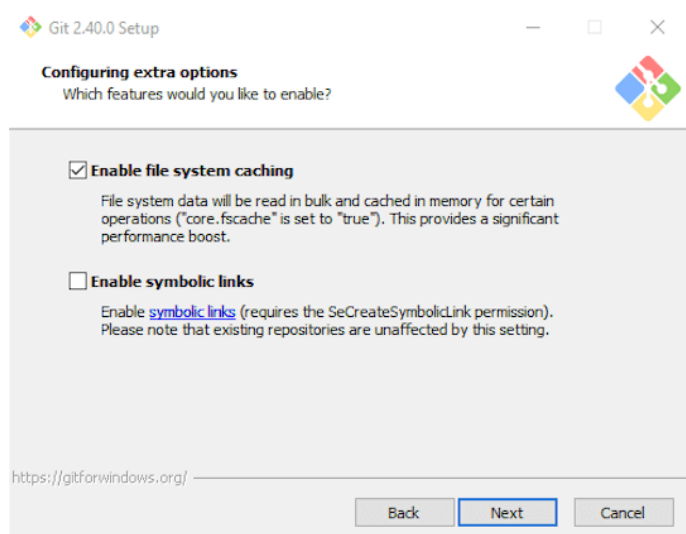 Git 2.40.0 Setup
Configuring extra options
Which features would you like to enable?
Enable file system caching
File system data will be read in bulk and cached in memory for certain
operations ("core.fscache" is set to "true"). This provides a significant
performance boost.
Enable symbolic links
Enable symbolic links (requires the SeCreateSymbolicLink permission).
Please note that existing repositories are unaffected by this setting.
https://gitforwindows.org/
Back Next Cancel